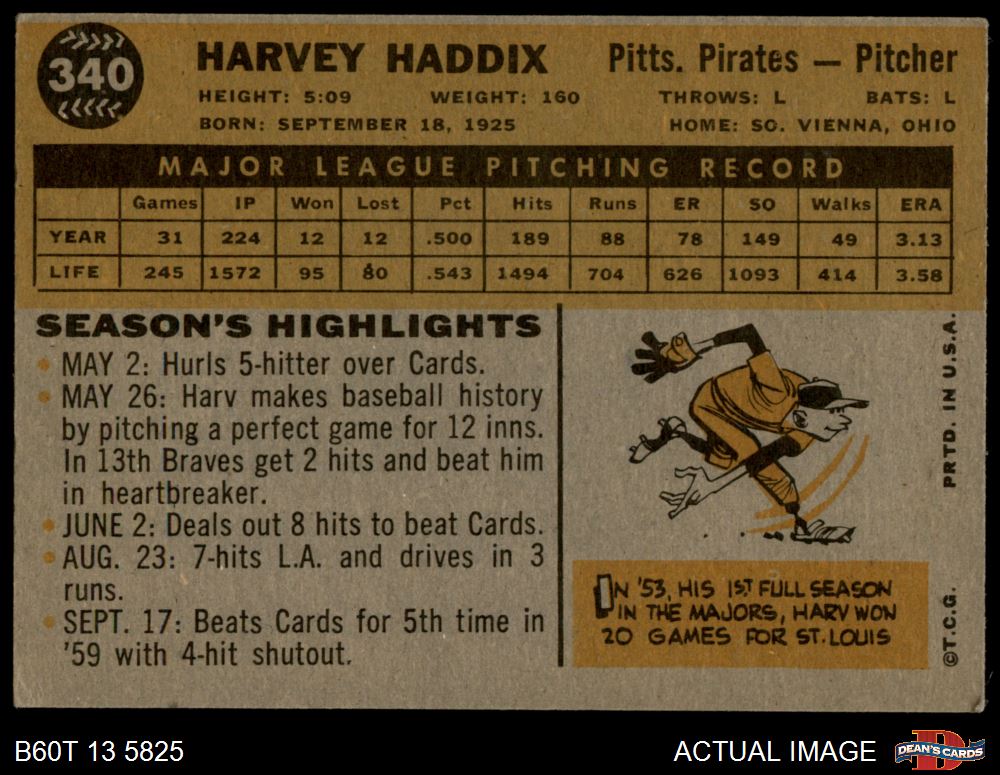 340
HARVEY HADDIX
Pitts. Pirates — Pitcher
HEIGHT: 5:09 WEIGHT: 160 THROWS: L BATS: L
BORN: SEPTEMBER 18, 1925 HOME: SO. VIENNA, OHIO
MAJOR LEAGUE PITCHING RECORD
Games IP Won Lost Pct Hits Runs ER SO Walks ERA
YEAR 31 224 12 12 .500 189 88 78 149 49 3.13
LIFE 245 1572 95 80 .543 1494 704 626 1093 414 3.58
SEASON'S HIGHLIGHTS
• MAY 2: Hurls 5-hitter over Cards.
• MAY 26: Harv makes baseball history
by pitching a perfect game for 12 inns.
In 13th Braves get 2 hits and beat him
in heartbreaker.
• JUNE 2: Deals out 8 hits to beat Cards.
• AUG. 23: 7-hits L.A. and drives in 3
runs.
• SEPT. 17: Beats Cards for 5th time in
'59 with 4-hit shutout.
IN '53, HIS 1ST FULL SEASON
IN THE MAJORS, HARV WON
20 GAMES FOR ST. LOUIS
©T.C.G. PRTD. IN U.S.A.
B60T 13 5825
ACTUAL IMAGE
D
DEAN'S CARDS